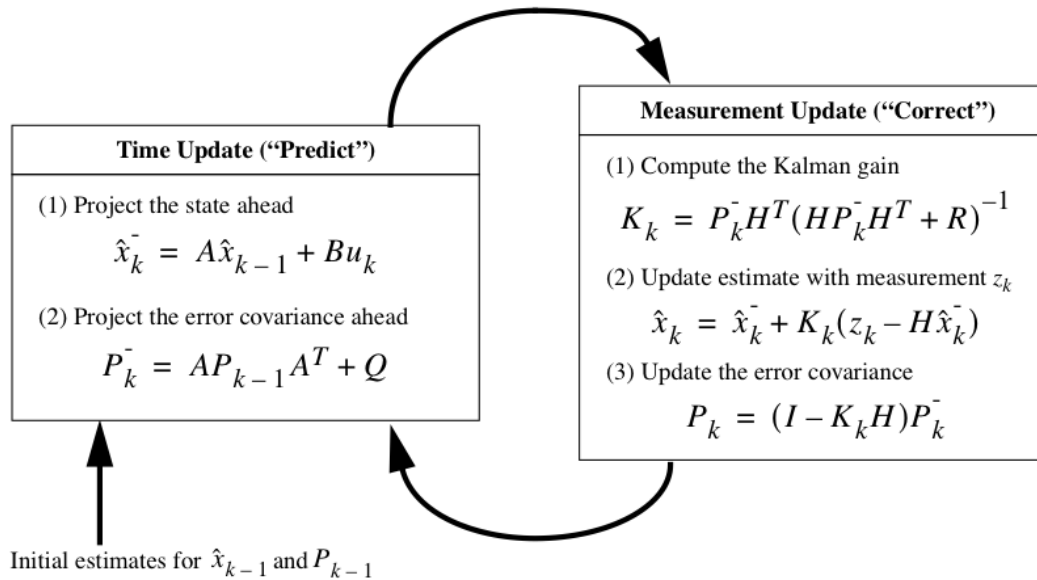 Time Update (“Predict”)
(1) Project the state ahead
x̂ₖ⁻ = Ax̂ₖ₋₁ + Buₖ
(2) Project the error covariance ahead
Pₖ⁻ = APₖ₋₁Aᵀ + Q
Initial estimates for x̂ₖ₋₁ and Pₖ₋₁
Measurement Update (“Correct”)
(1) Compute the Kalman gain
Kₖ = Pₖ⁻Hᵀ(HPₖ⁻Hᵀ + R)⁻¹
(2) Update estimate with measurement zₖ
x̂ₖ = x̂ₖ⁻ + Kₖ(zₖ – Hx̂ₖ⁻)
(3) Update the error covariance
Pₖ = (I – KₖH)Pₖ⁻